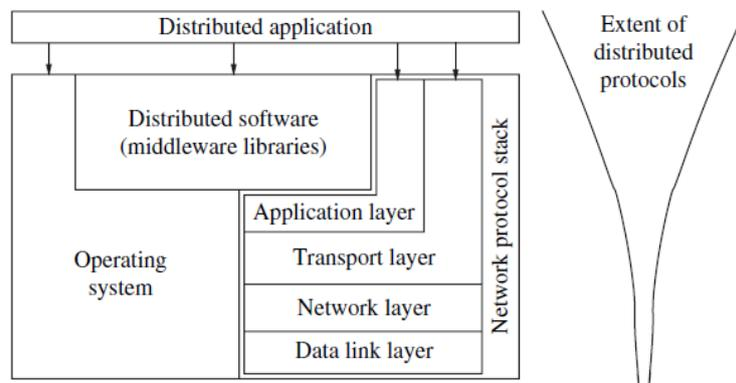 Distributed application
Extent of
distributed
protocols
Distributed software
(middleware libraries)
Network protocol stack
Application layer
Operating
system
Transport layer
Network layer
Data link layer